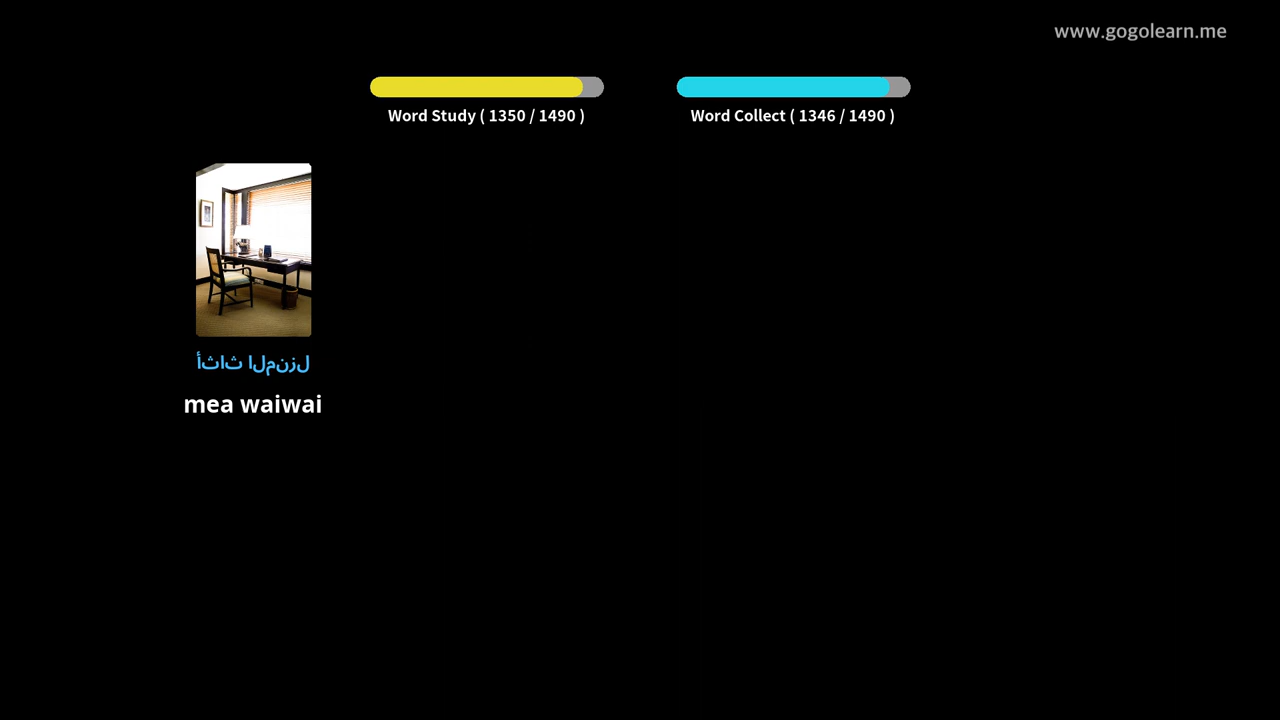 www.gogolearn.me
Word Study ( 1350 / 1490 )
Word Collect ( 1346 / 1490 )
أثاث المنزل
mea waiwai